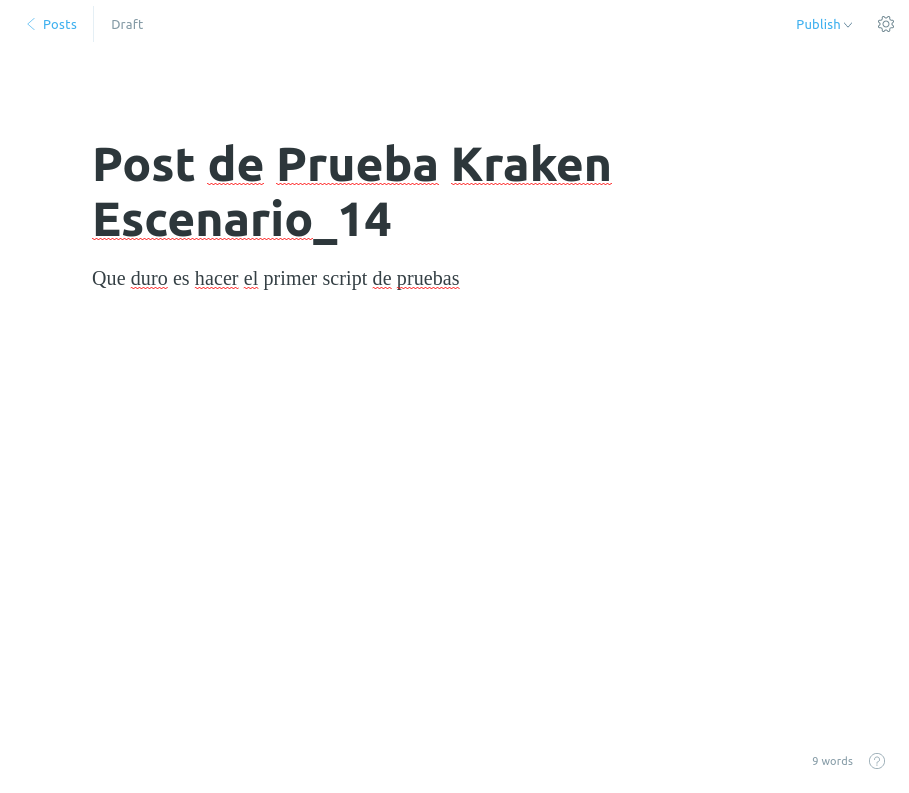 Posts
Draft
Publish
Post de Prueba Kraken
Escenario_14
Que duro es hacer el primer script de pruebas
9 words
?